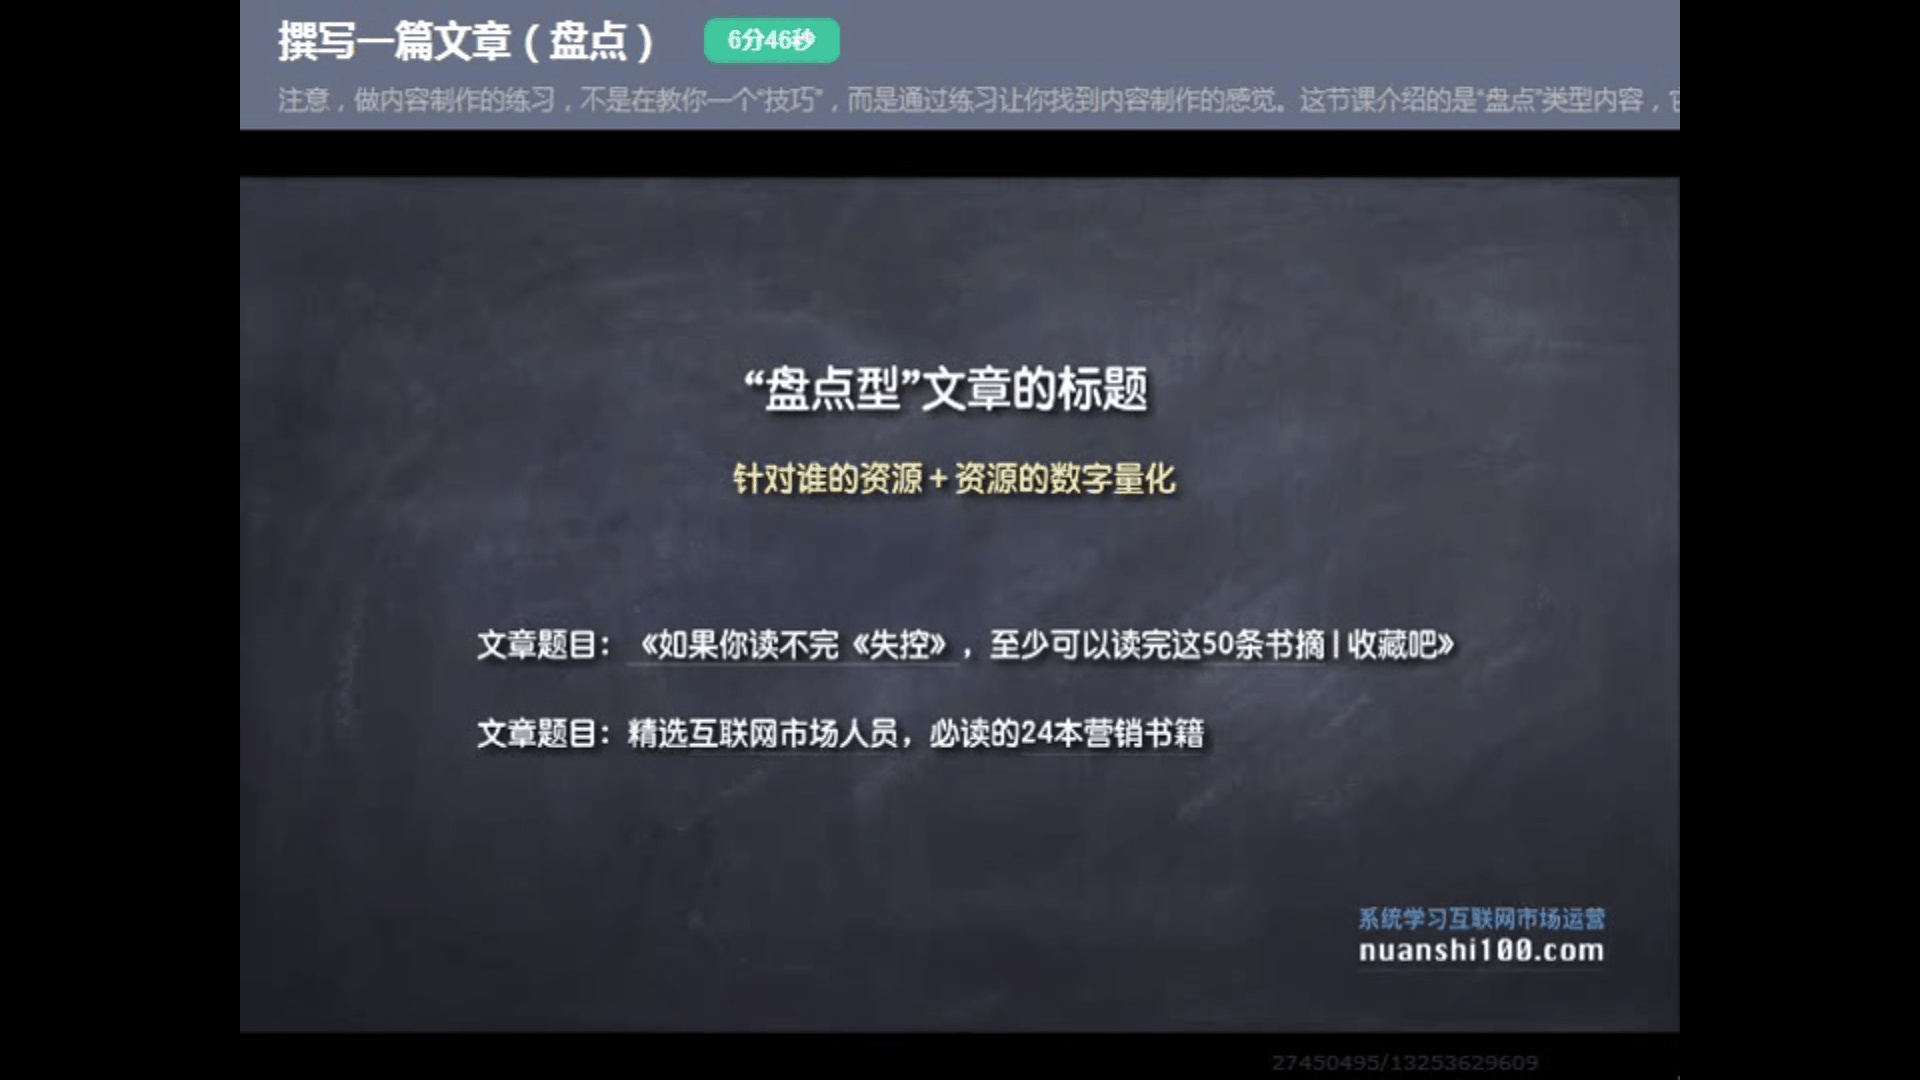 撰写一篇文章（盘点）
6分46秒
注意，做内容制作的练习，不是在教你一个“技巧”，而是通过练习让你找到内容制作的感觉。这节课介绍的是“盘点”类型内容，
“盘点型”文章的标题
针对谁的资源+资源的数字量化
文章题目：《如果你读不完《失控》，至少可以读完这50条书摘|收藏吧》
文章题目：精选互联网市场人员，必读的24本营销书籍
系统学习互联网市场运营
nuanshi100.com
27450495/13253629609